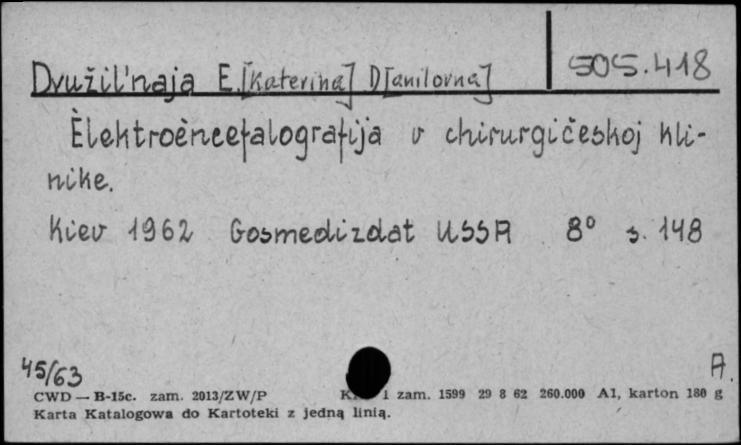 Dvužil'naja E.[katerina] D[anilovna]
505.418
Èlektroèncefalografija v chirurgičeskoj kli-
nike.
Kiev 1962 Gosmedizdat USSR 8° s. 148
45/63
A.
CWD — B-15c. zam. 2013/ZW/P 1 zam. 1599 29 8 62 260.000 A1, karton 180 g
Karta Katalogowa do Kartoteki z jedną linią.